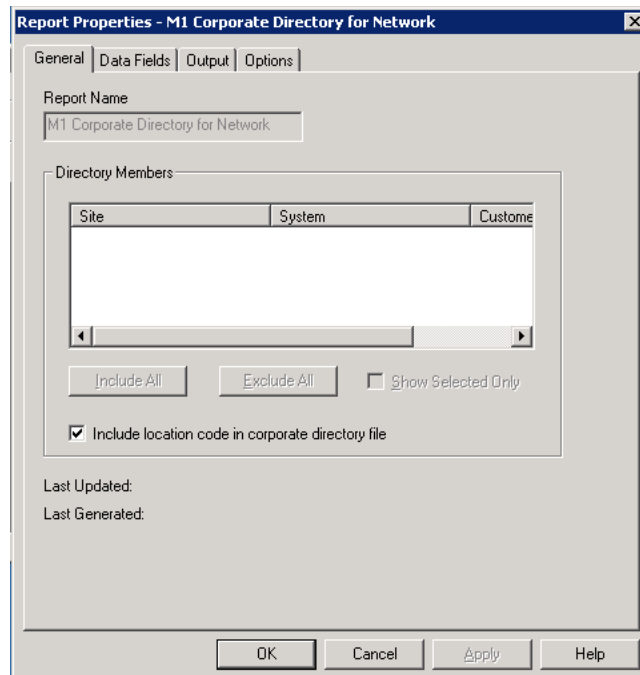 Report Properties - M1 Corporate Directory for Network
General Data Fields Output Options
Report Name
M1 Corporate Directory for Network
Directory Members
Site System Custome
Include All Exclude All Show Selected Only
Include location code in corporate directory file
Last Updated:
Last Generated:
OK Cancel Apply Help